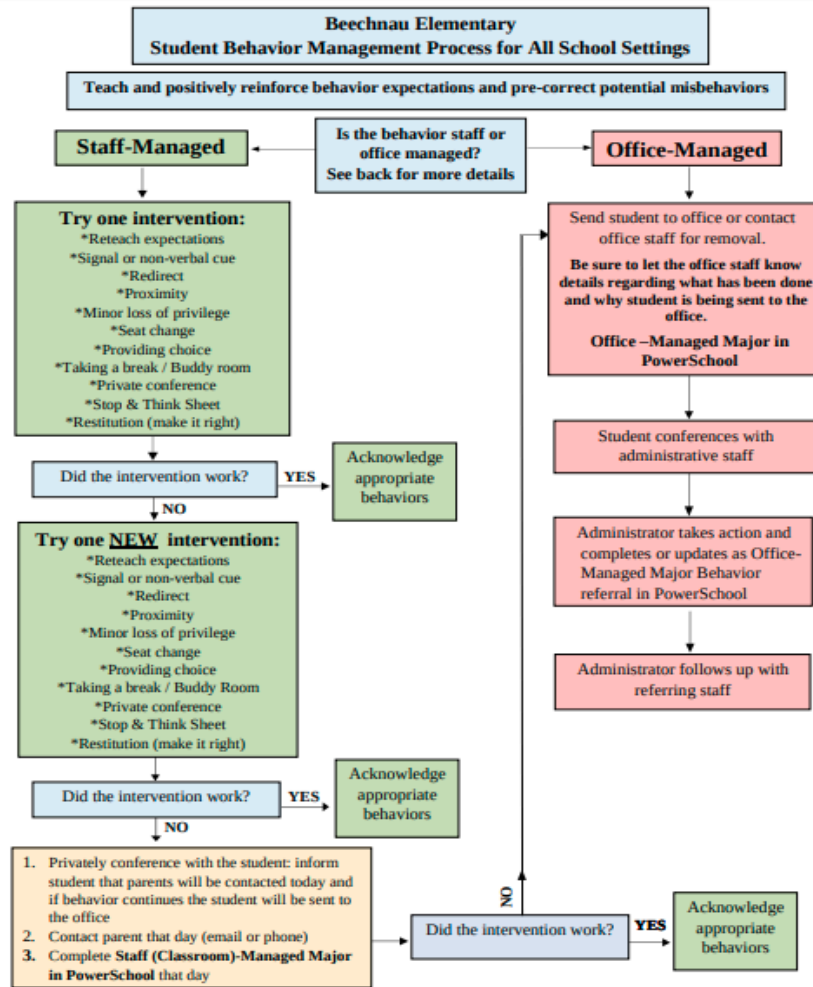 Beechnau Elementary
Student Behavior Management Process for All School Settings
Teach and positively reinforce behavior expectations and pre-correct potential misbehaviors
Is the behavior staff or
office managed?
See back for more details
Staff-Managed
Try one intervention:
*Reteach expectations
*Signal or non-verbal cue
*Redirect
*Proximity
*Minor loss of privilege
*Seat change
*Providing choice
*Taking a break / Buddy room
*Private conference
*Stop & Think Sheet
*Restitution (make it right)
Did the intervention work?
YES
Acknowledge
appropriate
behaviors
NO
Try one NEW intervention:
*Reteach expectations
*Signal or non-verbal cue
*Redirect
*Proximity
*Minor loss of privilege
*Seat change
*Providing choice
*Taking a break / Buddy Room
*Private conference
*Stop & Think Sheet
*Restitution (make it right)
Did the intervention work?
YES
Acknowledge
appropriate
behaviors
NO
1. Privately conference with the student: inform
student that parents will be contacted today and
if behavior continues the student will be sent to
the office
2. Contact parent that day (email or phone)
3. Complete Staff (Classroom)-Managed Major
in PowerSchool that day
Did the intervention work?
YES
Acknowledge
appropriate
behaviors
NO
Office-Managed
Send student to office or contact
office staff for removal.
Be sure to let the office staff know
details regarding what has been done
and why student is being sent to the
office.
Office –Managed Major in
PowerSchool
Student conferences with
administrative staff
Administrator takes action and
completes or updates as Office-
Managed Major Behavior
referral in PowerSchool
Administrator follows up with
referring staff